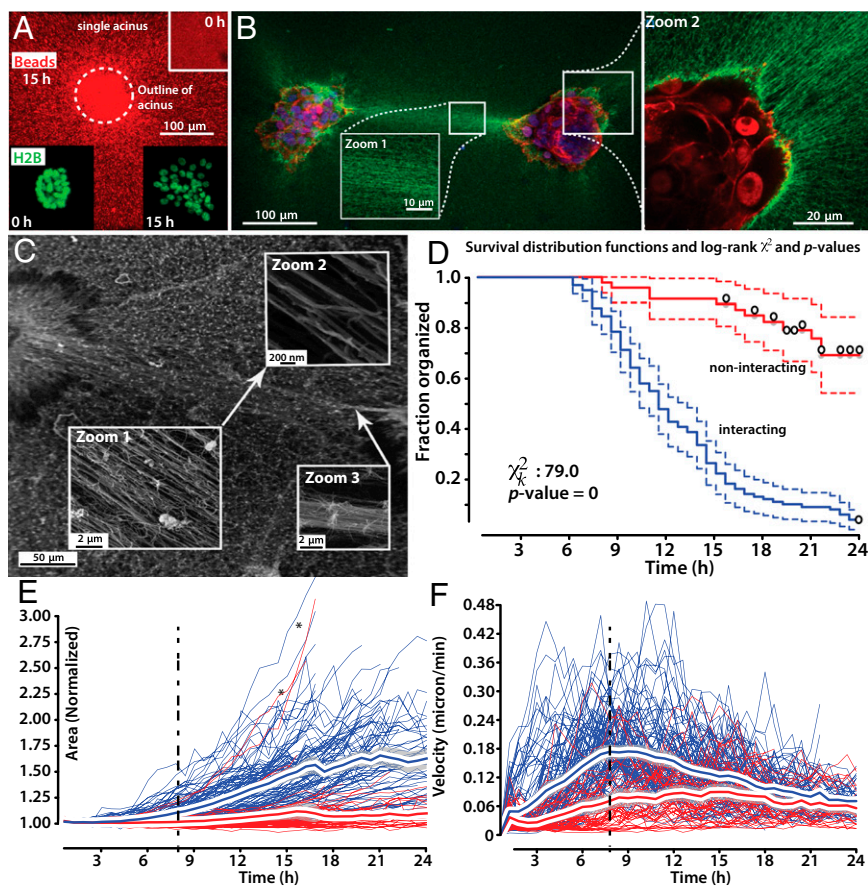 A
single acinus
0 h
Beads
15 h
Outline of
acinus
100 μm
H2B
0 h
15 h
B
Zoom 1
10 μm
100 μm
Zoom 2
20 μm
C
Zoom 2
200 nm
Zoom 1
2 μm
Zoom 3
2 μm
50 μm
Survival distribution functions and log-rank χ² and p-values
D
1.0
0.8
0.6
0.4
0.2
Fraction organized
non-interacting
interacting
χ²k : 79.0
p-value = 0
3 6 9 12 15 18 21 24
Time (h)
E
3.00
2.75
2.50
2.25
2.00
1.75
1.50
1.25
1.00
Area (Normalized)
*
*
3 6 9 12 15 18 21 24
Time (h)
F
0.48
0.42
0.36
0.30
0.24
0.18
0.12
0.06
0
Velocity (micron/min)
3 6 9 12 15 18 21 24
Time (h)